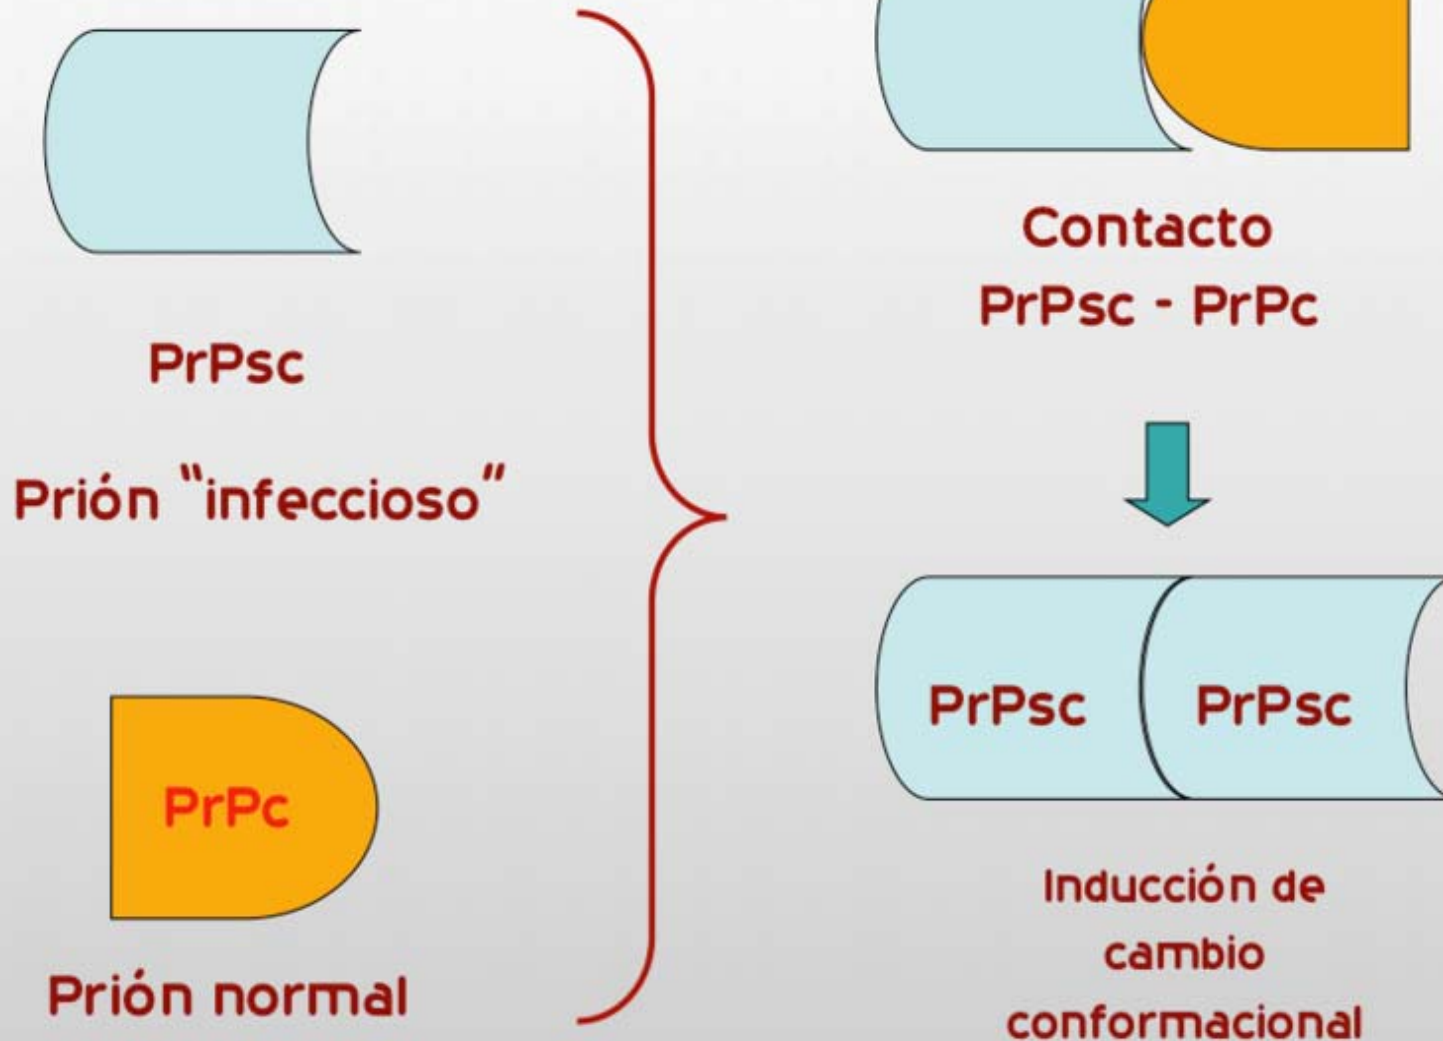 PrPsc
Prión "infeccioso"
PrPc
Prión normal
Contacto
PrPsc - PrPc
PrPsc PrPsc
Inducción de
cambio
conformacional